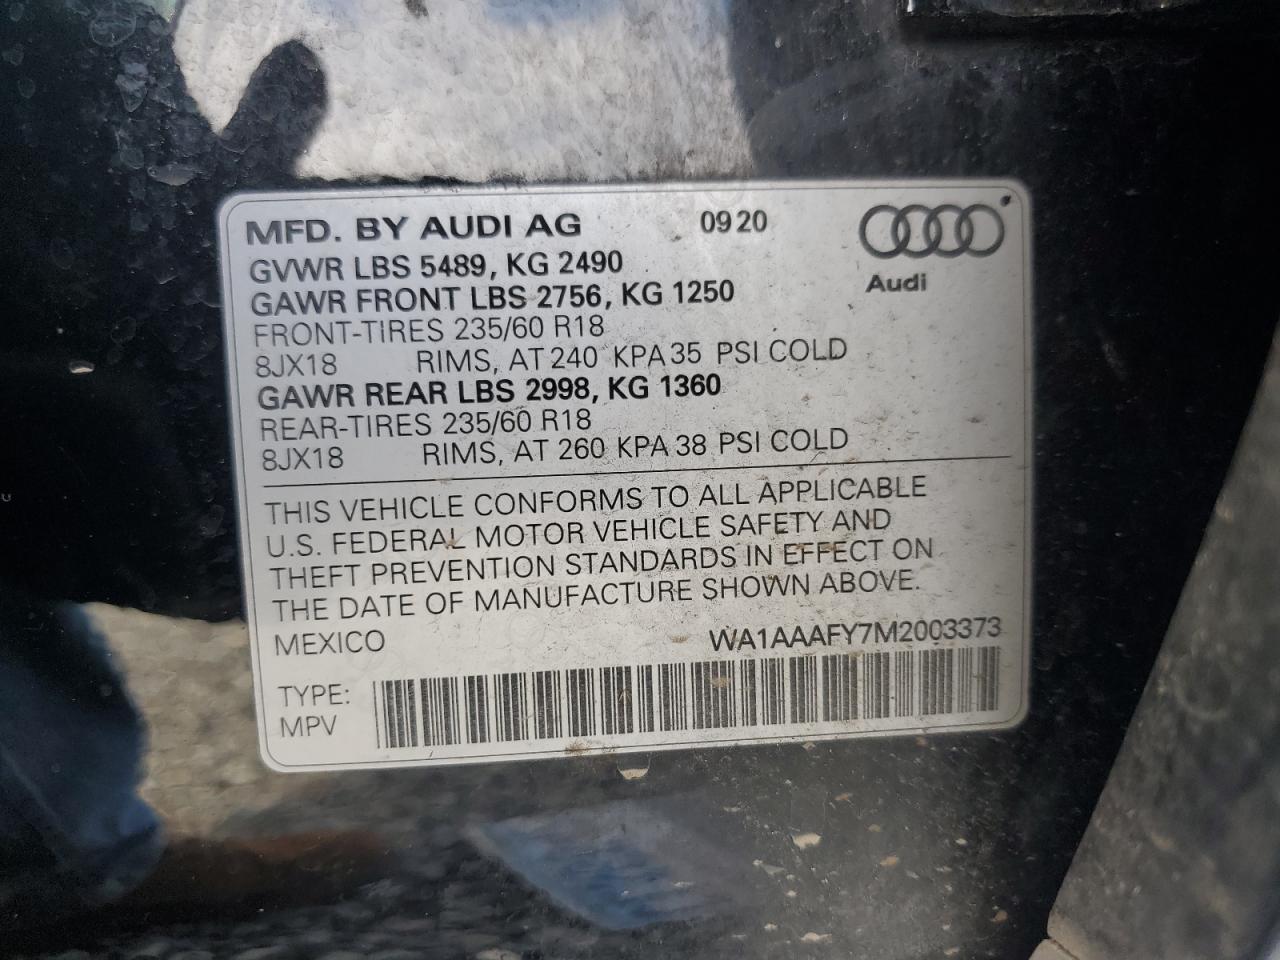 MFD. BY AUDI AG 0920
Audi
GVWR LBS 5489, KG 2490
GAWR FRONT LBS 2756, KG 1250
FRONT-TIRES 235/60 R18
8JX18 RIMS, AT 240 KPA 35 PSI COLD
GAWR REAR LBS 2998, KG 1360
REAR-TIRES 235/60 R18
8JX18 RIMS, AT 260 KPA 38 PSI COLD
THIS VEHICLE CONFORMS TO ALL APPLICABLE
U.S. FEDERAL MOTOR VEHICLE SAFETY AND
THEFT PREVENTION STANDARDS IN EFFECT ON
THE DATE OF MANUFACTURE SHOWN ABOVE.
MEXICO WA1AAAFY7M2003373
TYPE:
MPV